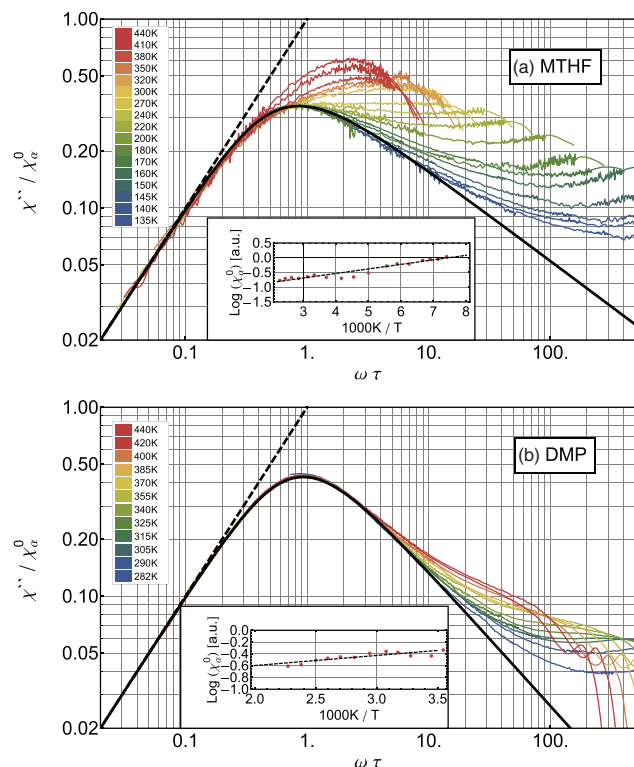 1.00
0.50
0.20
0.10
0.05
0.02
χ`` / χ⁰α
440K
410K
380K
350K
320K
300K
270K
240K
220K
200K
180K
170K
160K
150K
145K
140K
135K
(a) MTHF
Log (χ⁰α) [a.u.]
0.5
0.0
−0.5
−1.0
−1.5
3 4 5 6 7 8
1000K / T
0.1 1. 10. 100.
ω τ
1.00
0.50
0.20
0.10
0.05
0.02
χ`` / χ⁰α
440K
420K
400K
385K
370K
355K
340K
325K
315K
305K
290K
282K
(b) DMP
Log (χ⁰α) [a.u.]
0.0
−0.2
−0.4
−0.6
−0.8
−1.0
2.0 2.5 3.0 3.5
1000K / T
0.1 1. 10. 100.
ω τ